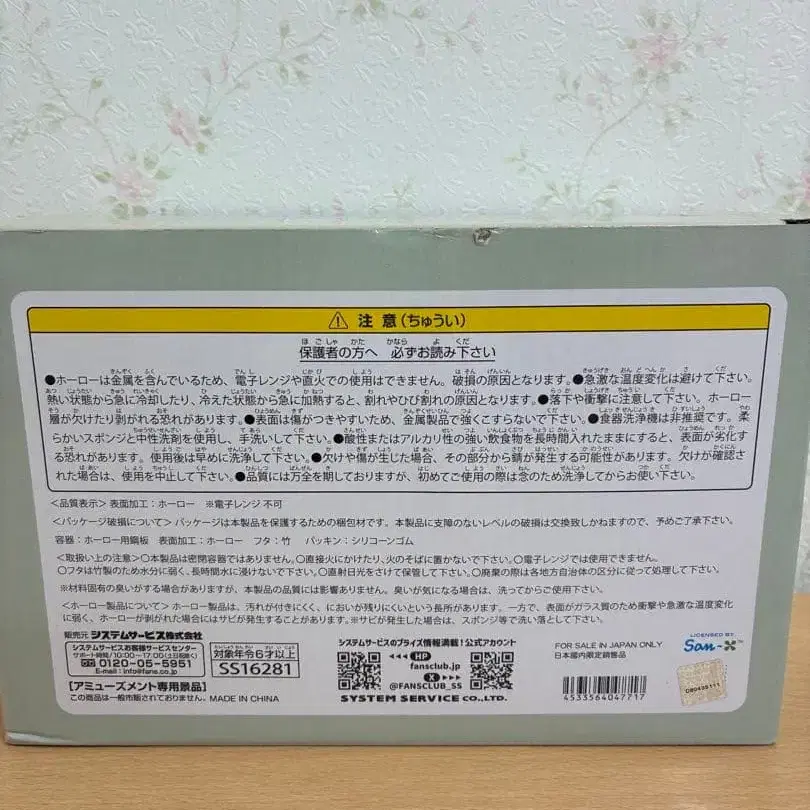 注意(ちゅうい)
保護者の方へ 必ずお読み下さい
●ホーローは金属を含んでいるため、電子レンジや直火での使用はできません。破損の原因となります。●急激な温度変化は避けて下さい。
熱い状態から急に冷却したり、冷えた状態から急に加熱すると、割れやひび割れの原因となります。●落下や衝撃に注意して下さい。ホーロー
層が欠けたり剥がれる恐れがあります。●表面は傷がつきやすいため、金属製品で強くこすらないで下さい。●食器洗浄機は非推奨です。柔
らかいスポンジと中性洗剤を使用し、手洗いして下さい。●酸性またはアルカリ性の強い飲食物を長時間入れたままにすると、表面が劣化す
る恐れがあります。使用後は早めに洗浄して下さい。●欠けや傷が生じた場合、その部分から錆が発生する可能性があります。欠けが確認さ
れた場合は、使用を中止して下さい。●品質には万全を期しておりますが、初めてご使用の際は念のため洗浄してからお使い下さい。
<品質表示> 表面加工:ホーロー ※電子レンジ 不可
<パッケージ破損について> パッケージは本製品を保護するための梱包材です。本製品に支障のないレベルの破損は交換致しかねますので、予めご了承下さい。
容器:ホーロー用鋼板 表面加工:ホーロー フタ:竹 パッキン:シリコーンゴム
<取扱い上の注意> ○本製品は密閉容器ではありません。○直接火にかけたり、火のそばに置かないで下さい。○電子レンジでは使用できません。
○フタは竹製のため水分に弱く、長時間水に浸けないで下さい。○直射日光をさけて保管して下さい。○廃棄の際は各地方自治体の区分に従って処理して下さい。
※材料固有の臭いがする場合がありますが、本製品の品質には影響ありません。臭いが気になる場合は、洗ってからご使用下さい。
<ホーロー製品について> ホーロー製品は、汚れが付きにくく、においが残りにくいという長所があります。一方で、表面がガラス質のため衝撃や急激な温度変化
に弱く、ホーローが剥がれた場合にはサビが発生することがあります。※サビが発生した場合は、スポンジ等で洗い落として下さい。
販売元 システムサービス株式会社
システムサービスお客様サービスセンター
サポート時間/10:00~17:00(土日祝除く)
0120-05-5951
E-mail:info@fans.co.jp
対象年令6才以上
SS16281
【アミューズメント専用景品】
この商品は一般市販されておりません。 MADE IN CHINA
システムサービスのプライズ情報満載!公式アカウント
HP
fansclub.jp
X
@FANSCLUB_SS
SYSTEM SERVICE CO.,LTD.
FOR SALE IN JAPAN ONLY
日本国内限定販売品
4533564047717
LICENSED BY
San-X